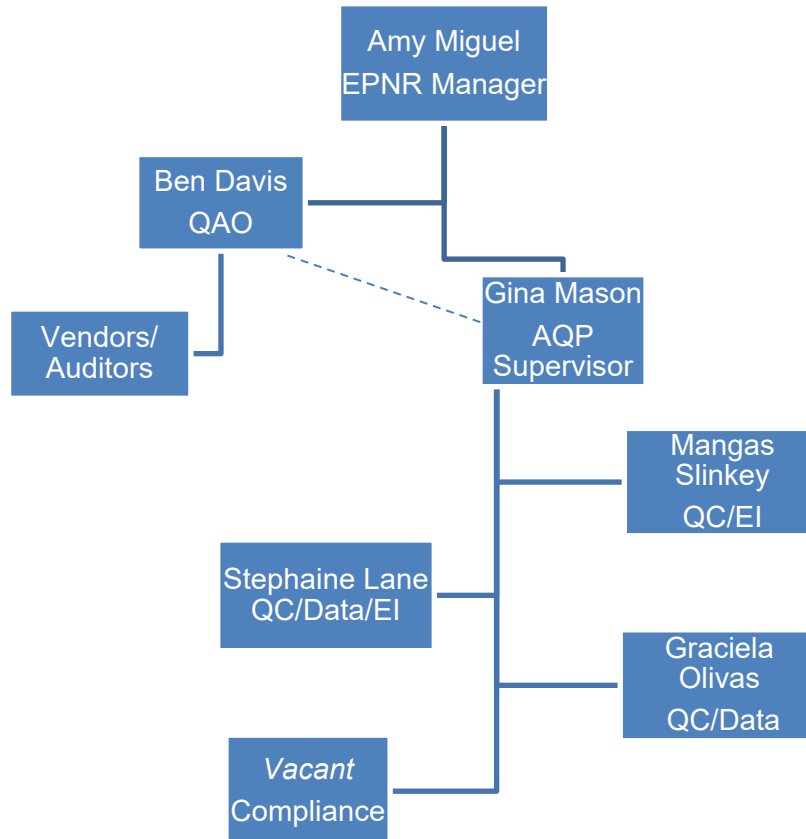 Amy Miguel
EPNR Manager
Ben Davis
QAO
Gina Mason
AQP
Supervisor
Vendors/
Auditors
Mangas
Slinkey
QC/EI
Stephaine Lane
QC/Data/EI
Graciela
Olivas
QC/Data
Vacant
Compliance